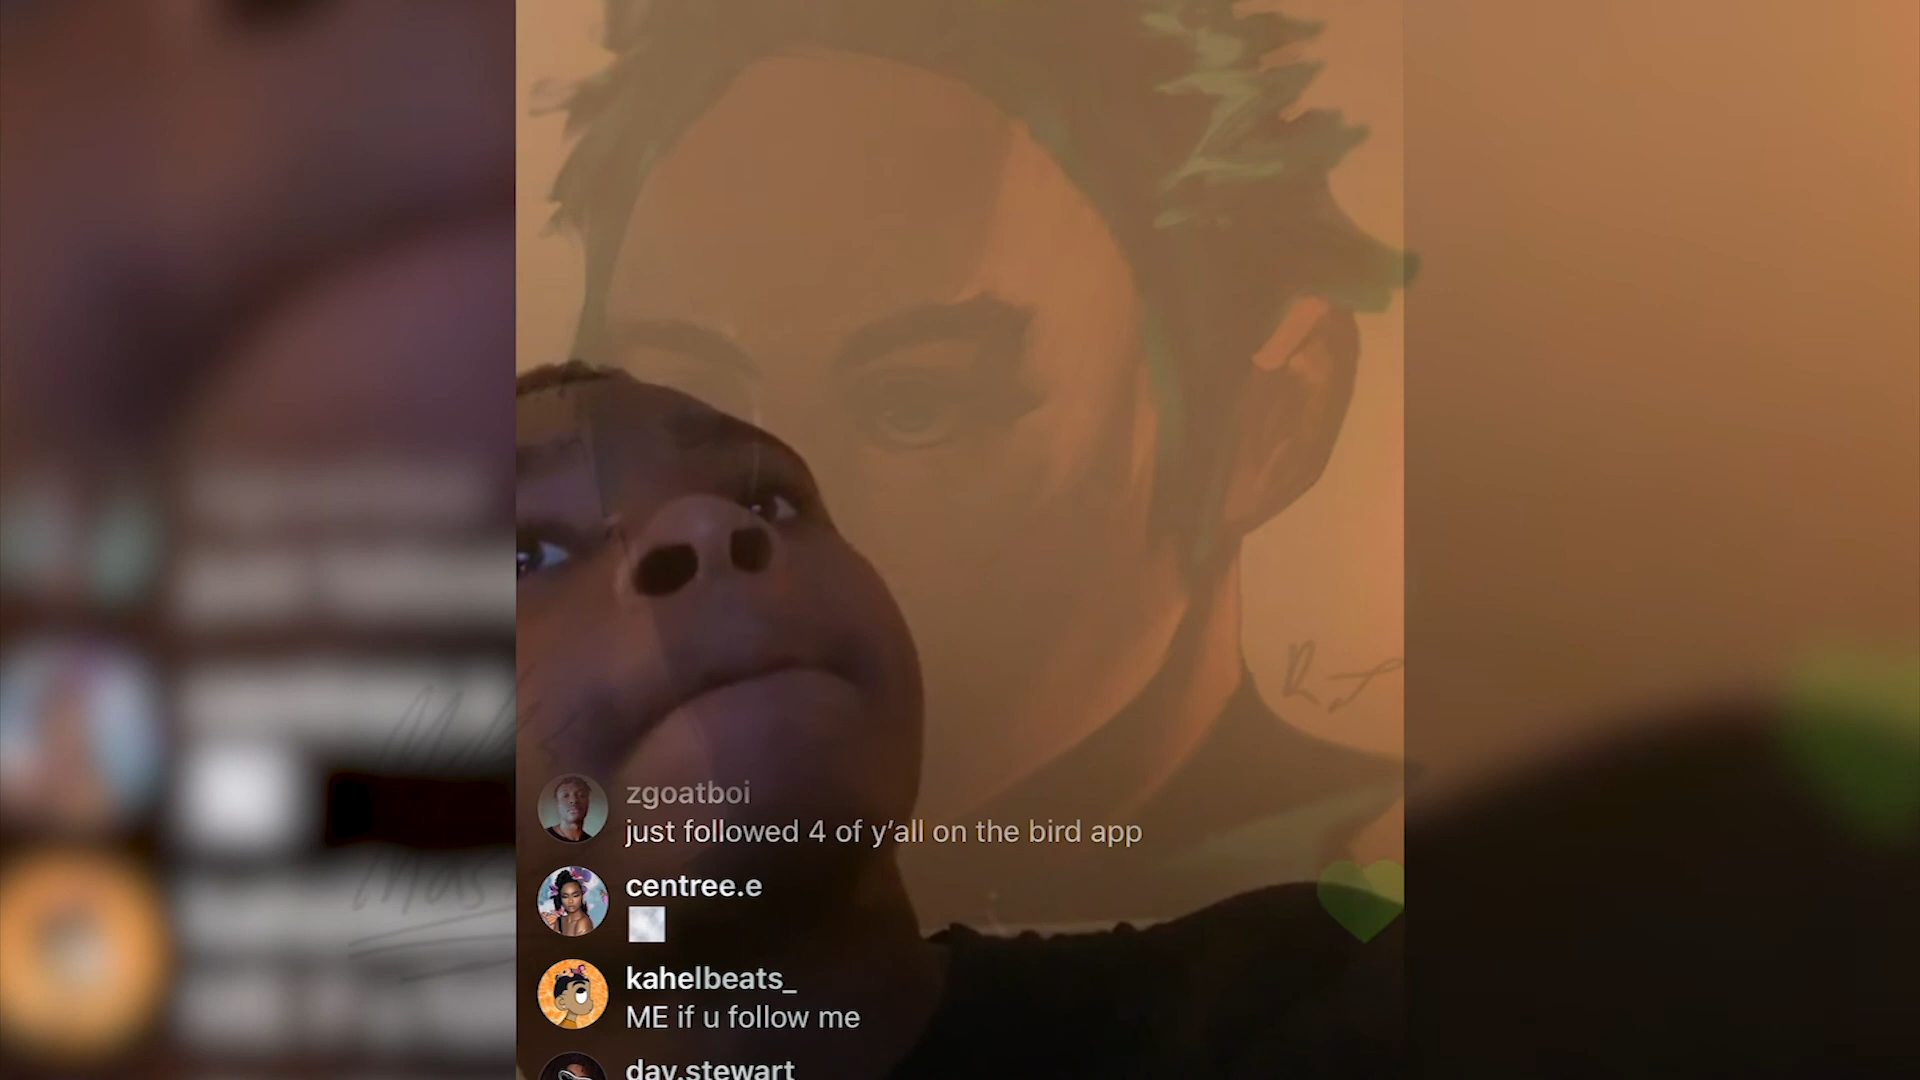 zgoatboi
just followed 4 of y’all on the bird app
centree.e
kahelbeats_
ME if u follow me
day.stewart